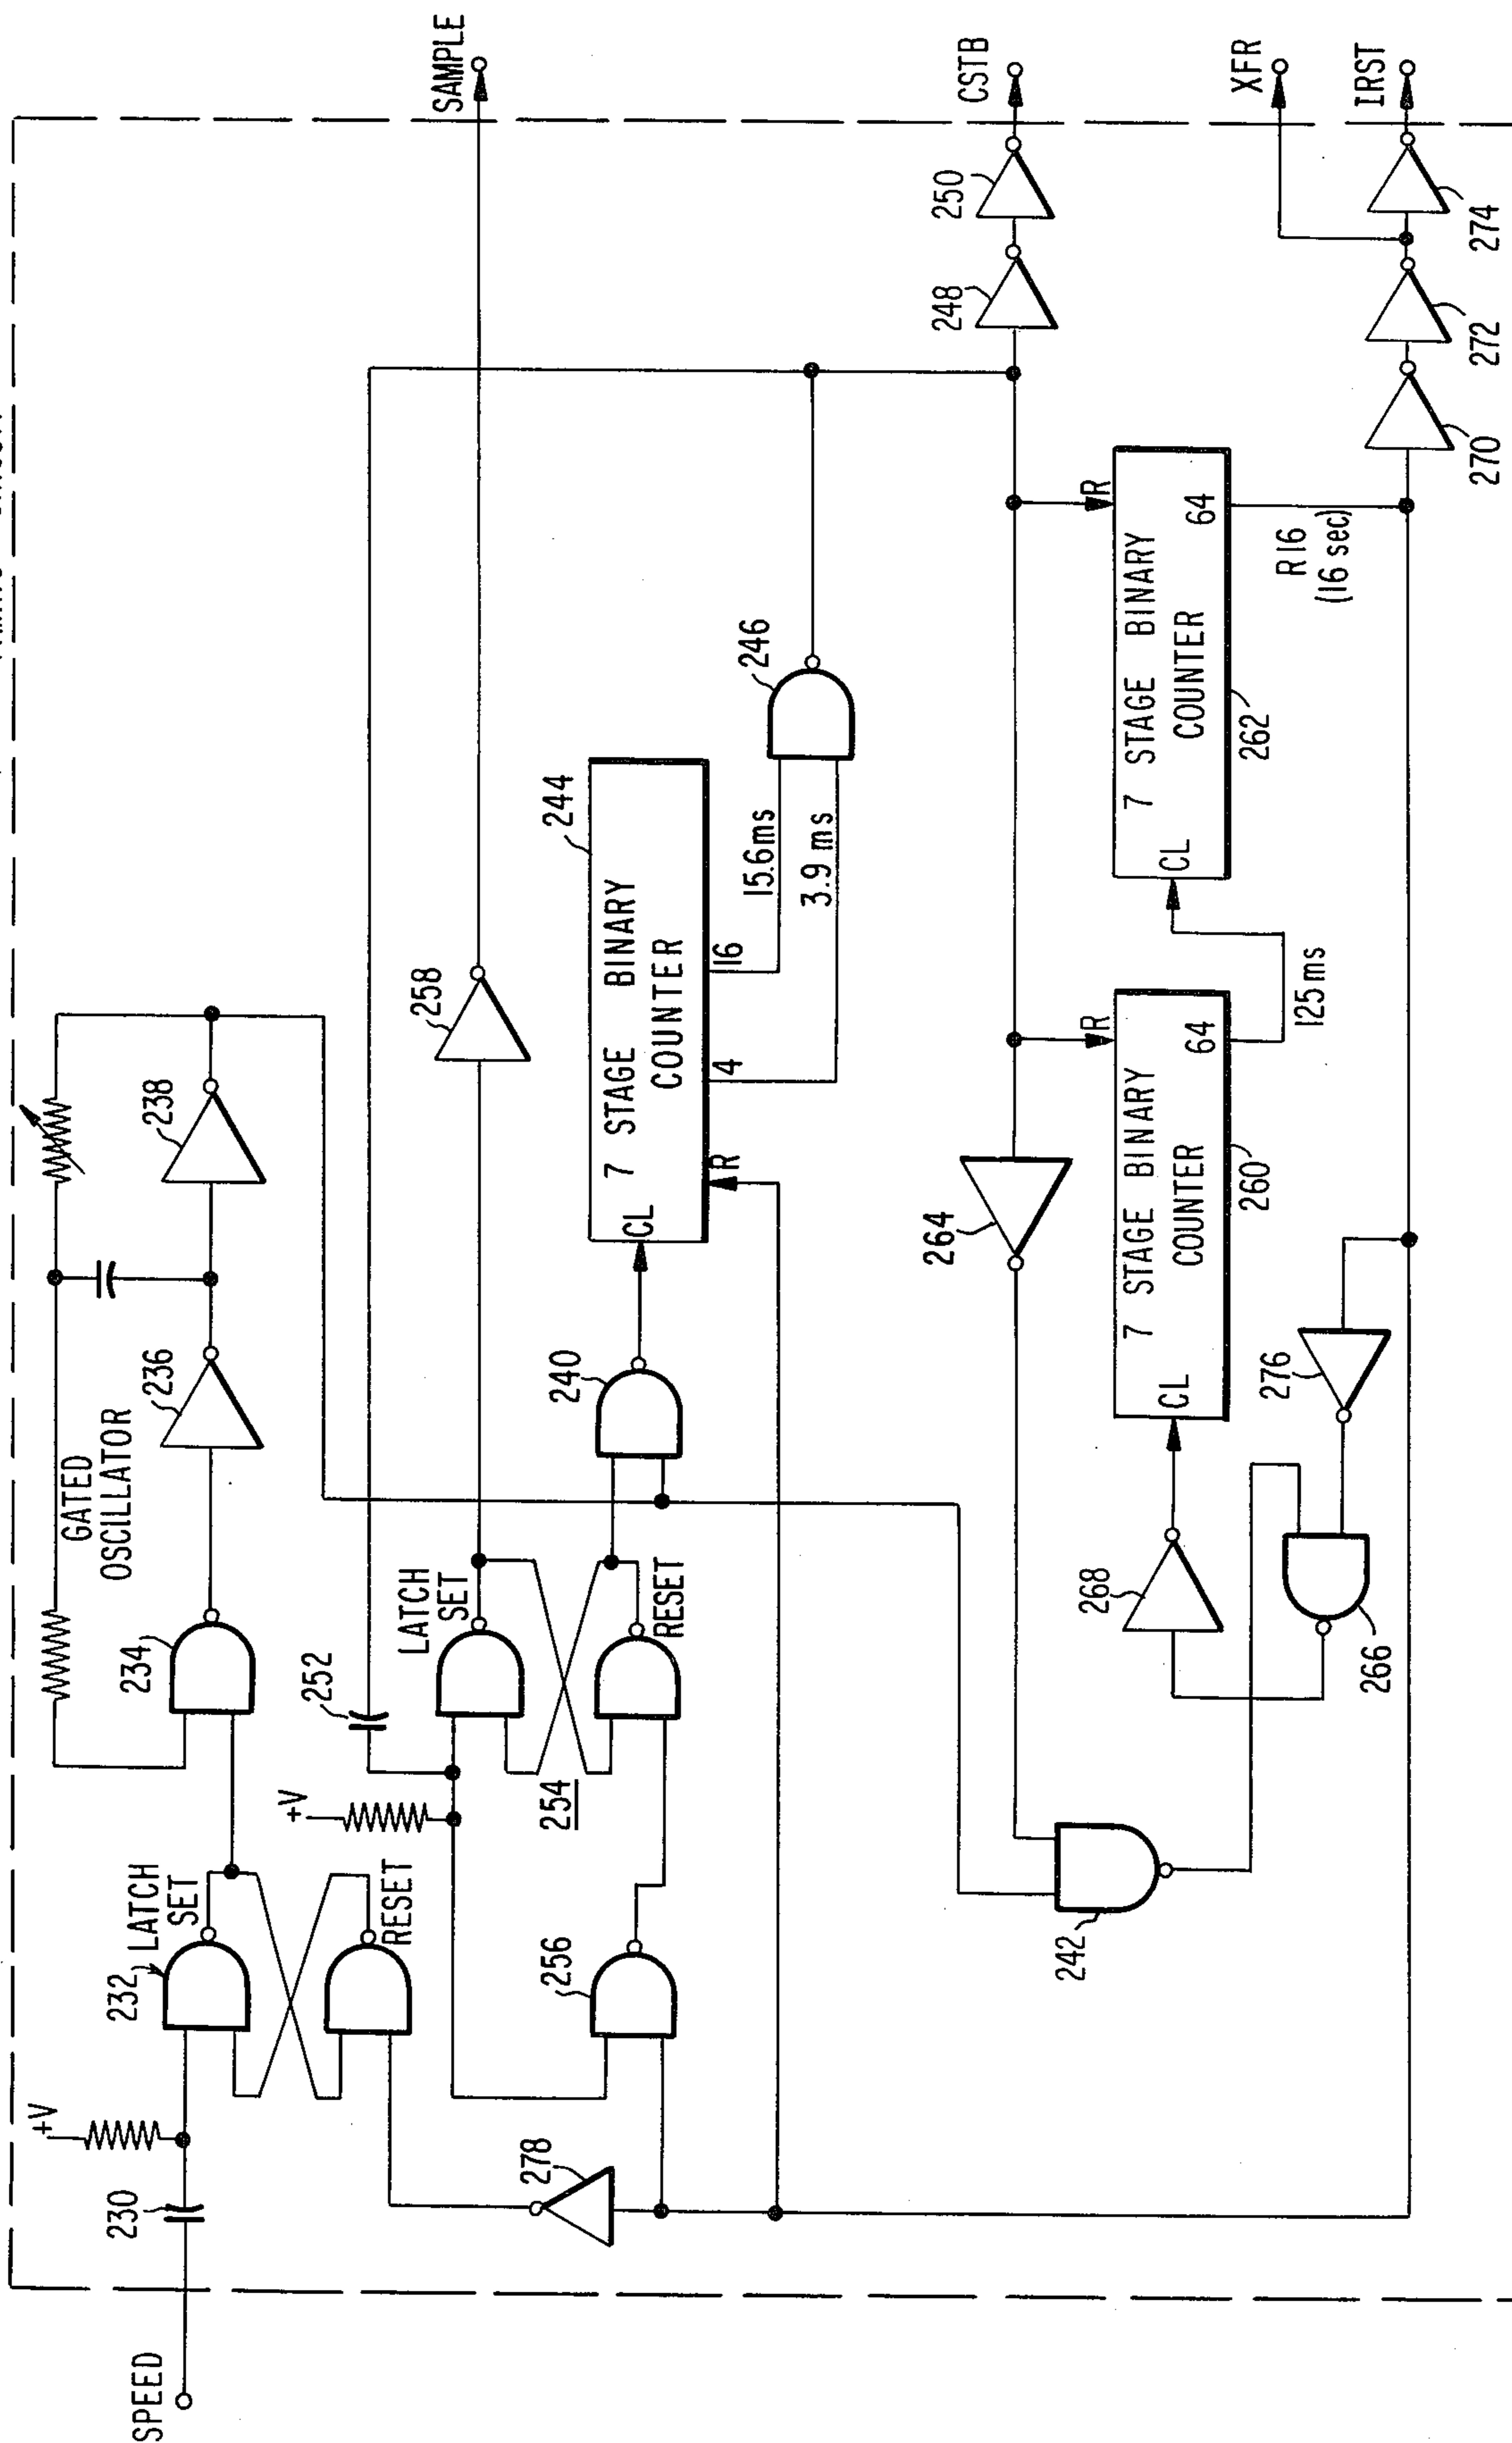 SPEED
230
+V
232
LATCH
SET
RESET
234
GATED
OSCILLATOR
236
238
278
256
+V
252
254
LATCH
SET
RESET
240
258
SAMPLE
244
7 STAGE BINARY
COUNTER
CL
R
4
16
15.6ms
3.9 ms
246
248
250
CSTB
242
264
268
266
276
7 STAGE BINARY
COUNTER
CL
R
64
260
125 ms
7 STAGE BINARY
COUNTER
CL
R
64
262
R16
(16 sec)
270
272
274
XFR
IRST